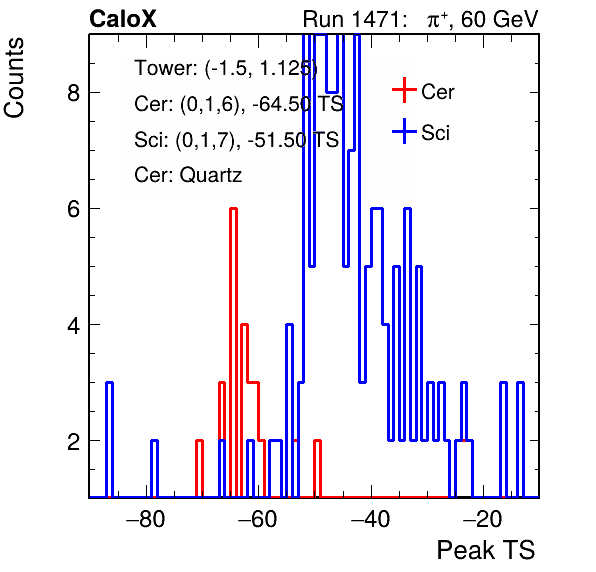 CaloX Run 1471: π⁺, 60 GeV
Counts
Tower: (-1.5, 1.125)
Cer: (0,1,6), -64.50 TS
Sci: (0,1,7), -51.50 TS
Cer: Quartz
Cer
Sci
8
6
4
2
−80 −60 −40 −20
Peak TS